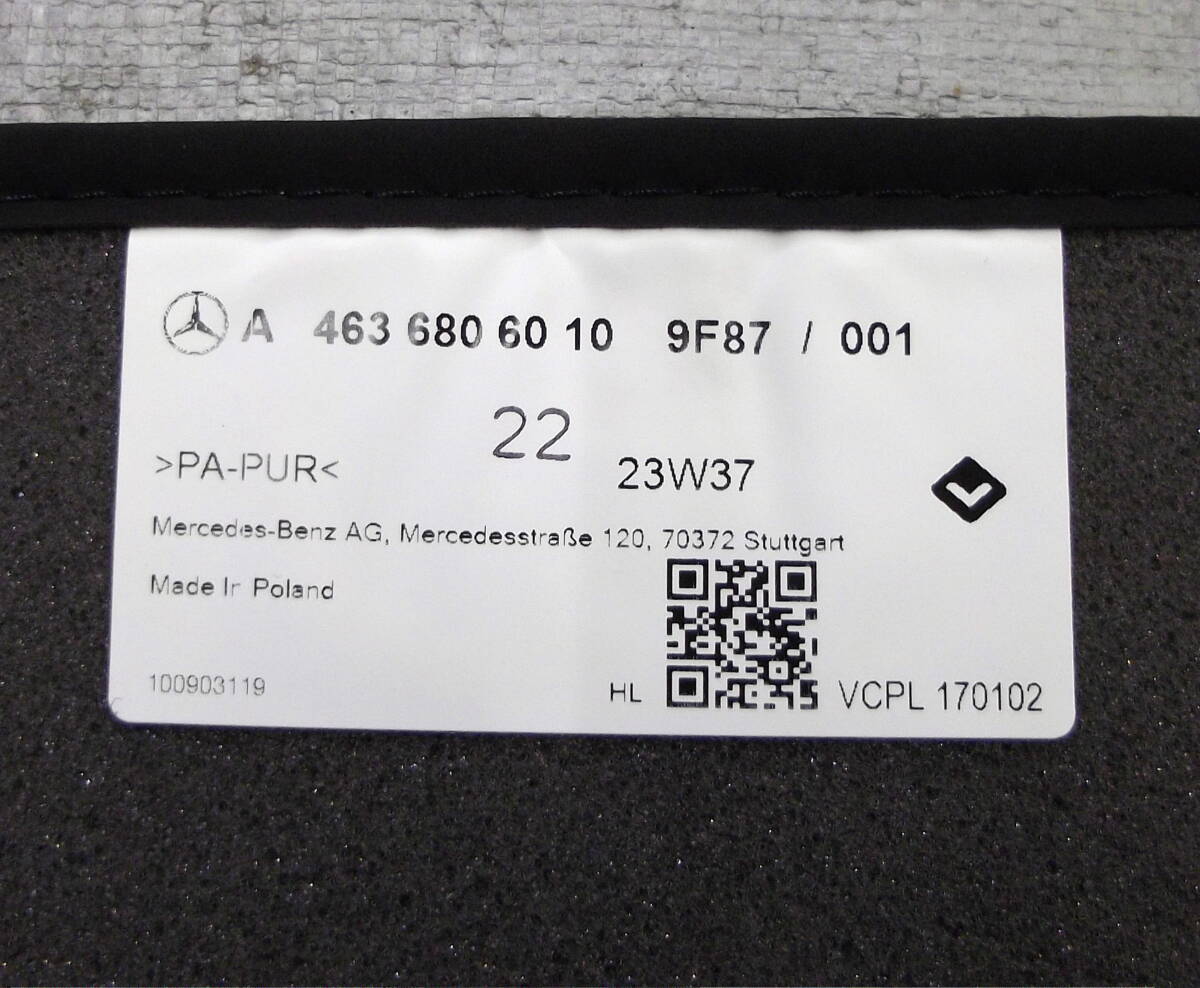 A 463 680 60 10 9F87 / 001
22
>PA-PUR< 23W37
Mercedes-Benz AG, Mercedesstraße 120, 70372 Stuttgart
Made In Poland
100903119 HL VCPL 170102